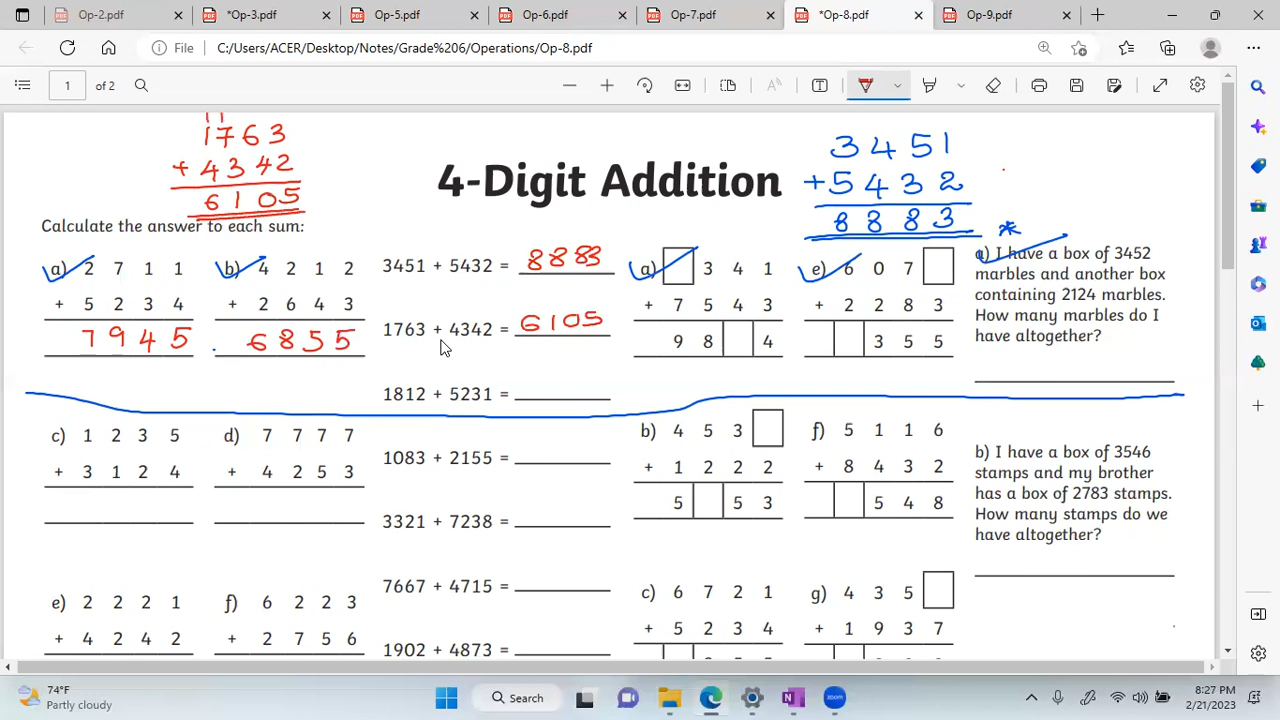 Op-2.pdf
*Op-3.pdf
Op-5.pdf
Op-6.pdf
Op-7.pdf
*Op-8.pdf
Op-9.pdf
File
C:/Users/ACER/Desktop/Notes/Grade%206/Operations/Op-8.pdf
1
of 2
11
1763
+ 4342
6105
4-Digit Addition
3451
+5432
8883
*
Calculate the answer to each sum:
a) 2 7 1 1
+ 5 2 3 4
7945
b) 4 2 1 2
+ 2 6 4 3
6855
c) 1 2 3 5
+ 3 1 2 4
d) 7 7 7 7
+ 4 2 5 3
e) 2 2 2 1
+ 4 2 4 2
f) 6 2 2 3
+ 2 7 5 6
3451 + 5432 = 8883
1763 + 4342 = 6105
1812 + 5231 =
1083 + 2155 =
3321 + 7238 =
7667 + 4715 =
1902 + 4873 =
a) 3 4 1
+ 7 5 4 3
9 8 4
e) 6 0 7
+ 2 2 8 3
3 5 5
b) 4 5 3
+ 1 2 2 2
5 5 3
f) 5 1 1 6
+ 8 4 3 2
5 4 8
c) 6 7 2 1
+ 5 2 3 4
g) 4 3 5
+ 1 9 3 7
a) I have a box of 3452
marbles and another box
containing 2124 marbles.
How many marbles do I
have altogether?
b) I have a box of 3546
stamps and my brother
has a box of 2783 stamps.
How many stamps do we
have altogether?
74°F
Partly cloudy
Search
8:27 PM
2/21/2023